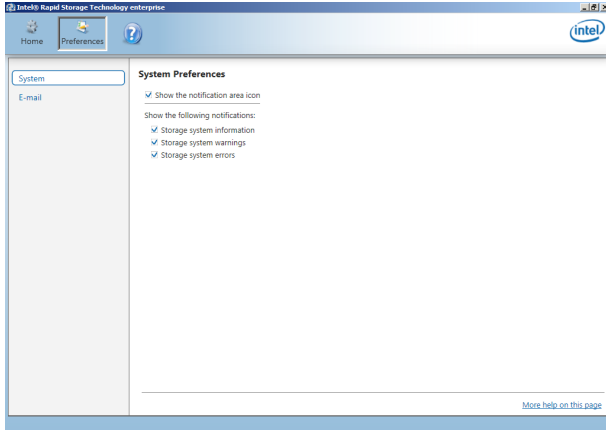 Intel® Rapid Storage Technology enterprise
Home
Preferences
?
intel
System
E-mail
System Preferences
Show the notification area icon
Show the following notifications:
Storage system information
Storage system warnings
Storage system errors
More help on this page